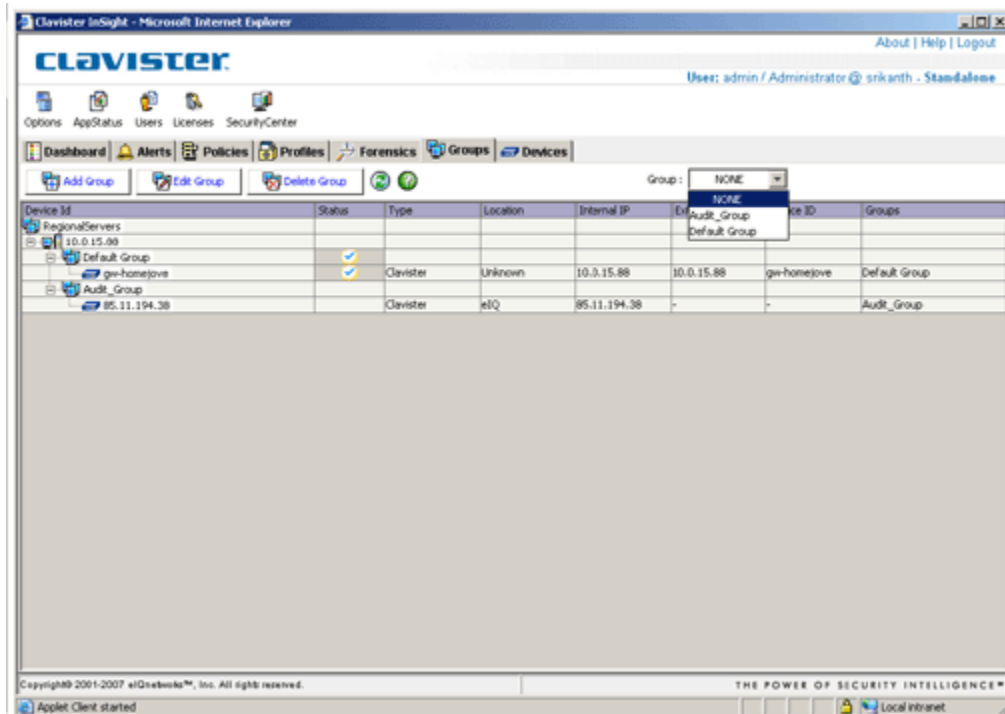 Clavister InSight - Microsoft Internet Explorer
About | Help | Logout
CLAVISTER
User: admin / Administrator @ srikanth - Standalone
Options AppStatus Users Licenses SecurityCenter
Dashboard Alerts Policies Profiles Forensics Groups Devices
Add Group Edit Group Delete Group Group : NONE
NONE
Audit_Group
Default Group
Device Id Status Type Location Internal IP ce ID Groups
RegionalServers
10.0.15.88
Default Group
gw-homejove Clavister Unknown 10.0.15.88 10.0.15.88 gw-homejove Default Group
Audit_Group
85.11.194.38 Clavister eIQ 85.11.194.38 - - Audit_Group
Copyright© 2001-2007 eIQnetworks™, Inc. All rights reserved. THE POWER OF SECURITY INTELLIGENCE
Applet Client started Local intranet